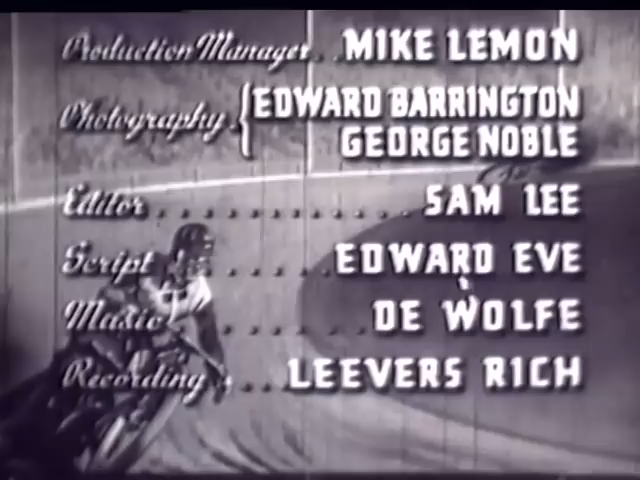 Production Manager.. MIKE LEMON
Photography. { EDWARD BARRINGTON
GEORGE NOBLE
Editor............. SAM LEE
Script....... EDWARD EVE
Music....... DE WOLFE
Recording.... LEEVERS RICH